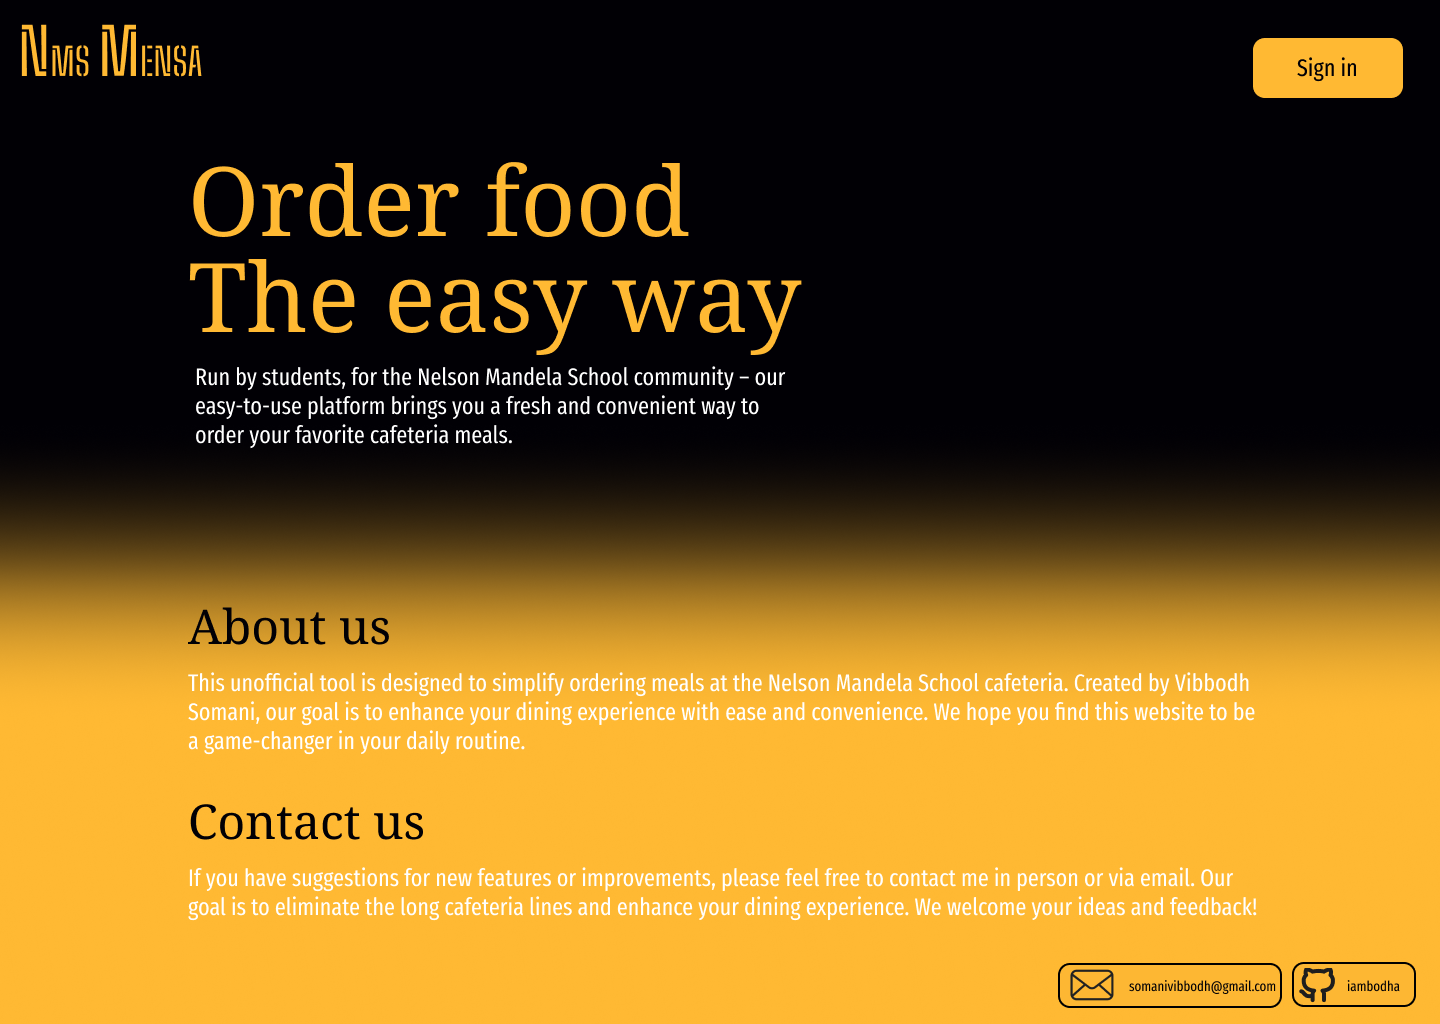 Nms Mensa
Sign in
Order food
The easy way
Run by students, for the Nelson Mandela School community – our
easy-to-use platform brings you a fresh and convenient way to
order your favorite cafeteria meals.
About us
This unofficial tool is designed to simplify ordering meals at the Nelson Mandela School cafeteria. Created by Vibbodh
Somani, our goal is to enhance your dining experience with ease and convenience. We hope you find this website to be
a game-changer in your daily routine.
Contact us
If you have suggestions for new features or improvements, please feel free to contact me in person or via email. Our
goal is to eliminate the long cafeteria lines and enhance your dining experience. We welcome your ideas and feedback!
somanivibbodh@gmail.com
iambodha